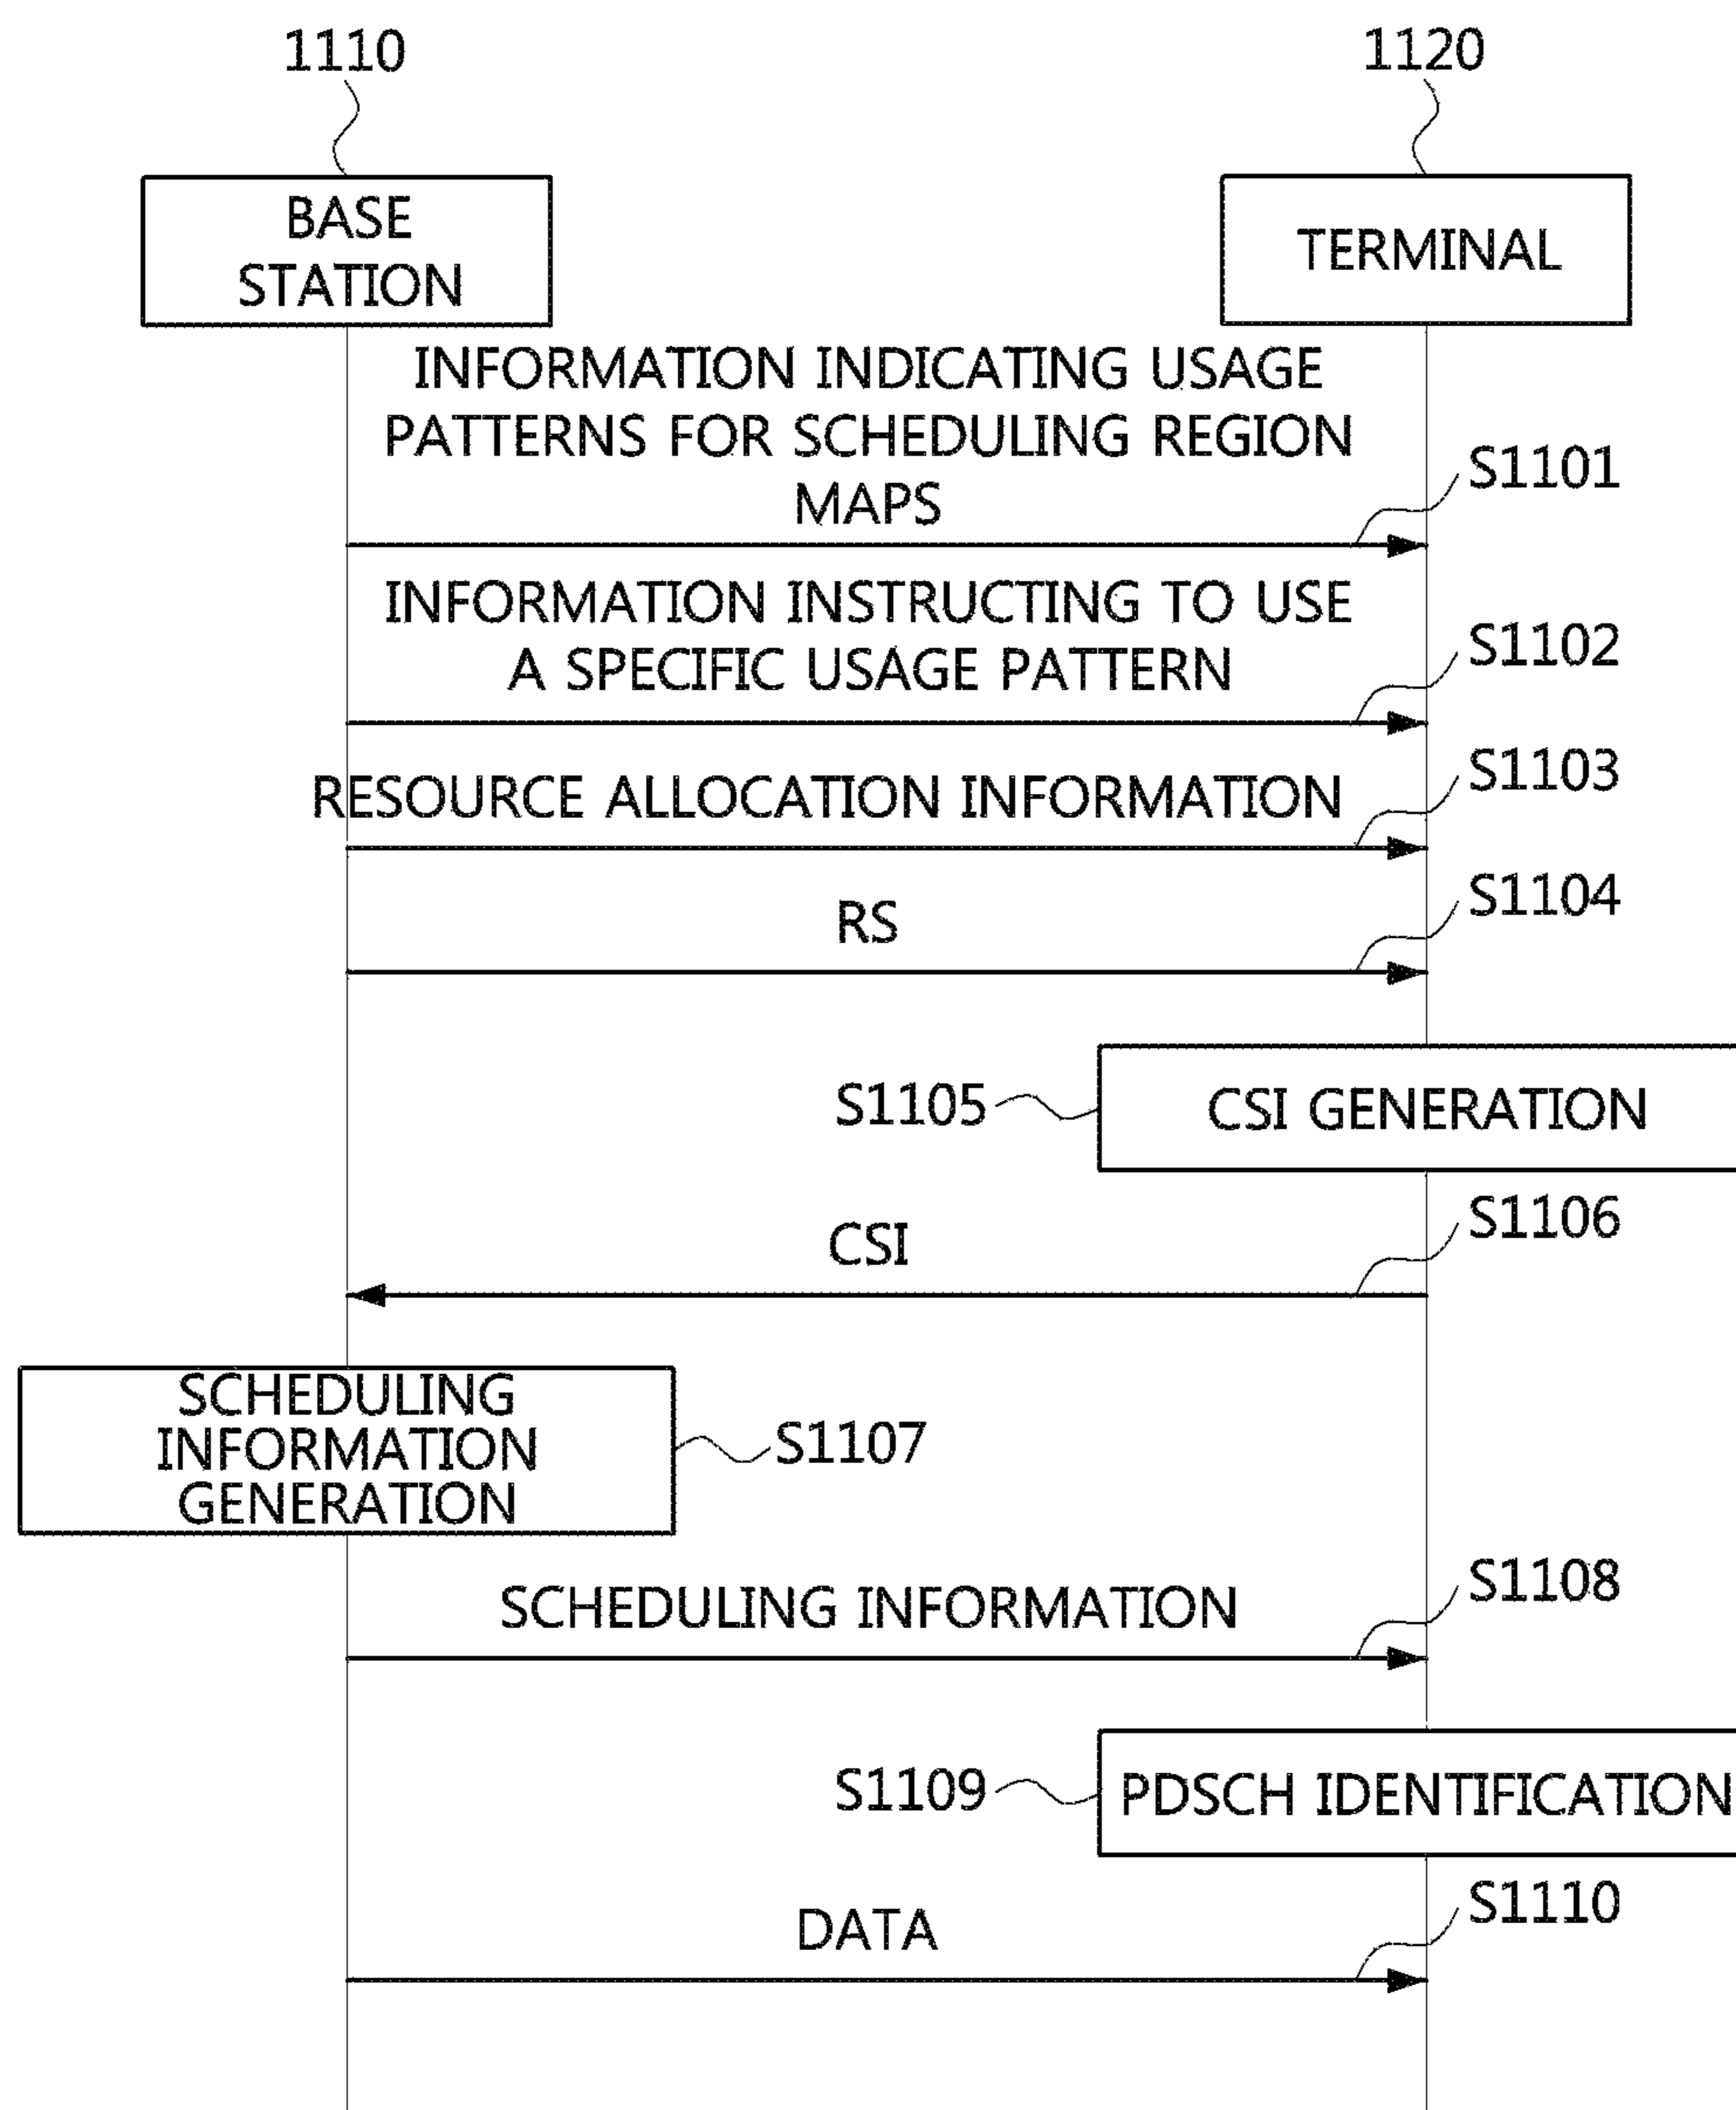 1110
1120
BASE
STATION
TERMINAL
INFORMATION INDICATING USAGE
PATTERNS FOR SCHEDULING REGION
MAPS
S1101
INFORMATION INSTRUCTING TO USE
A SPECIFIC USAGE PATTERN
S1102
RESOURCE ALLOCATION INFORMATION
S1103
RS
S1104
S1105
CSI GENERATION
CSI
S1106
SCHEDULING
INFORMATION
GENERATION
S1107
SCHEDULING INFORMATION
S1108
S1109
PDSCH IDENTIFICATION
DATA
S1110